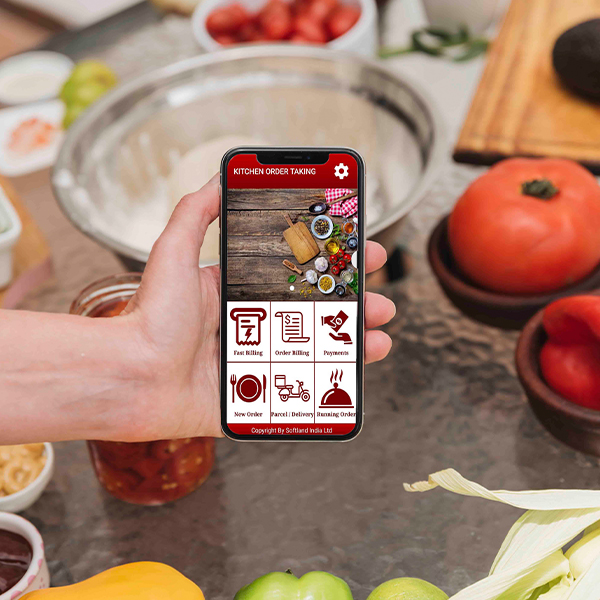 KITCHEN ORDER TAKING
Fast Billing
Order Billing
Payments
New Order
Parcel | Delivery
Running Order
Copyright By Softland India Ltd